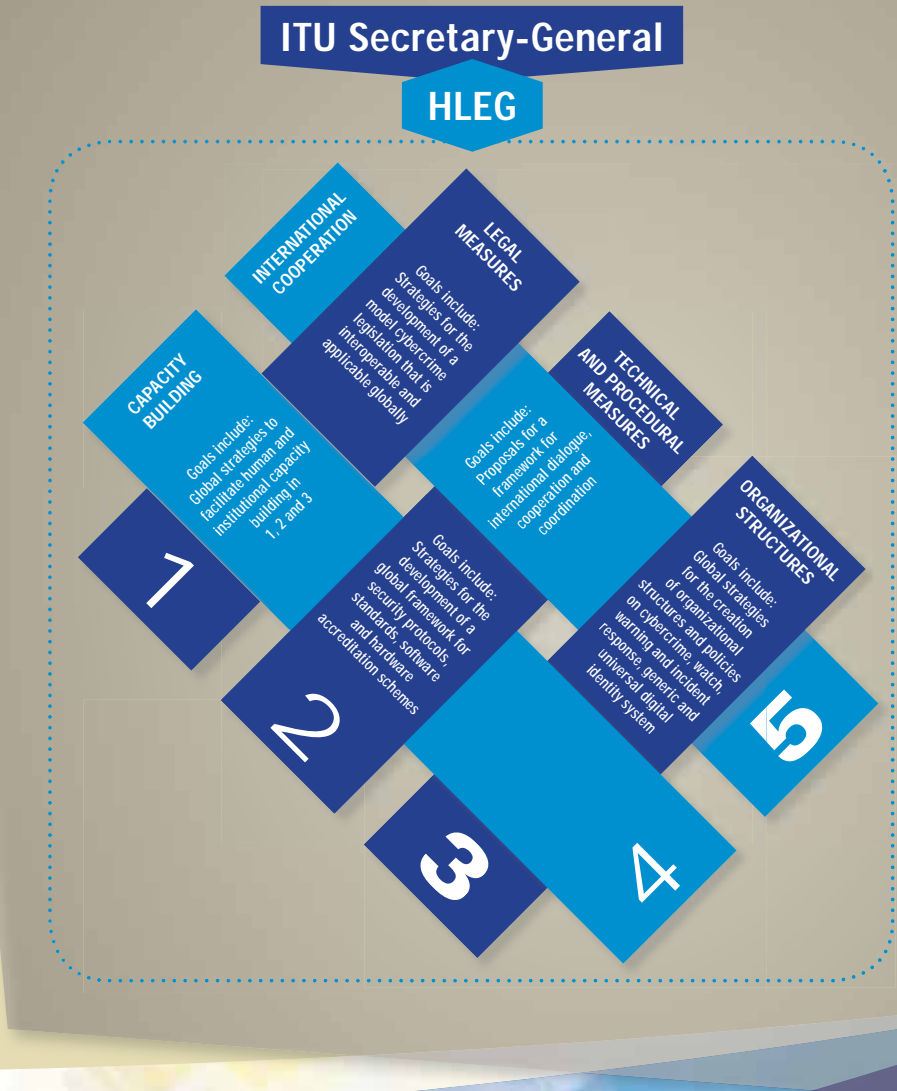 ITU Secretary-General
HLEG
INTERNATIONAL
COOPERATION
LEGAL
MEASURES
Goals include:
Strategies for the
development of a
model cybercrime
legislation that is
interoperable and
applicable globally
CAPACITY
BUILDING
Goals include:
Global strategies to
facilitate human and
institutional capacity
building in
1, 2 and 3
TECHNICAL
AND PROCEDURAL
MEASURES
Goals include:
Proposals for a
framework for
international dialogue,
cooperation and
coordination
ORGANIZATIONAL
STRUCTURES
Goals include:
Global strategies
for the creation
of organizational
structures and policies
on cybercrime, watch,
warning and incident
response, generic and
universal digital
identity system
1
Goals Include:
Strategies for the
development of a
global framework for
security protocols,
standards, software
and hardware
accreditation schemes
2
3
4
5